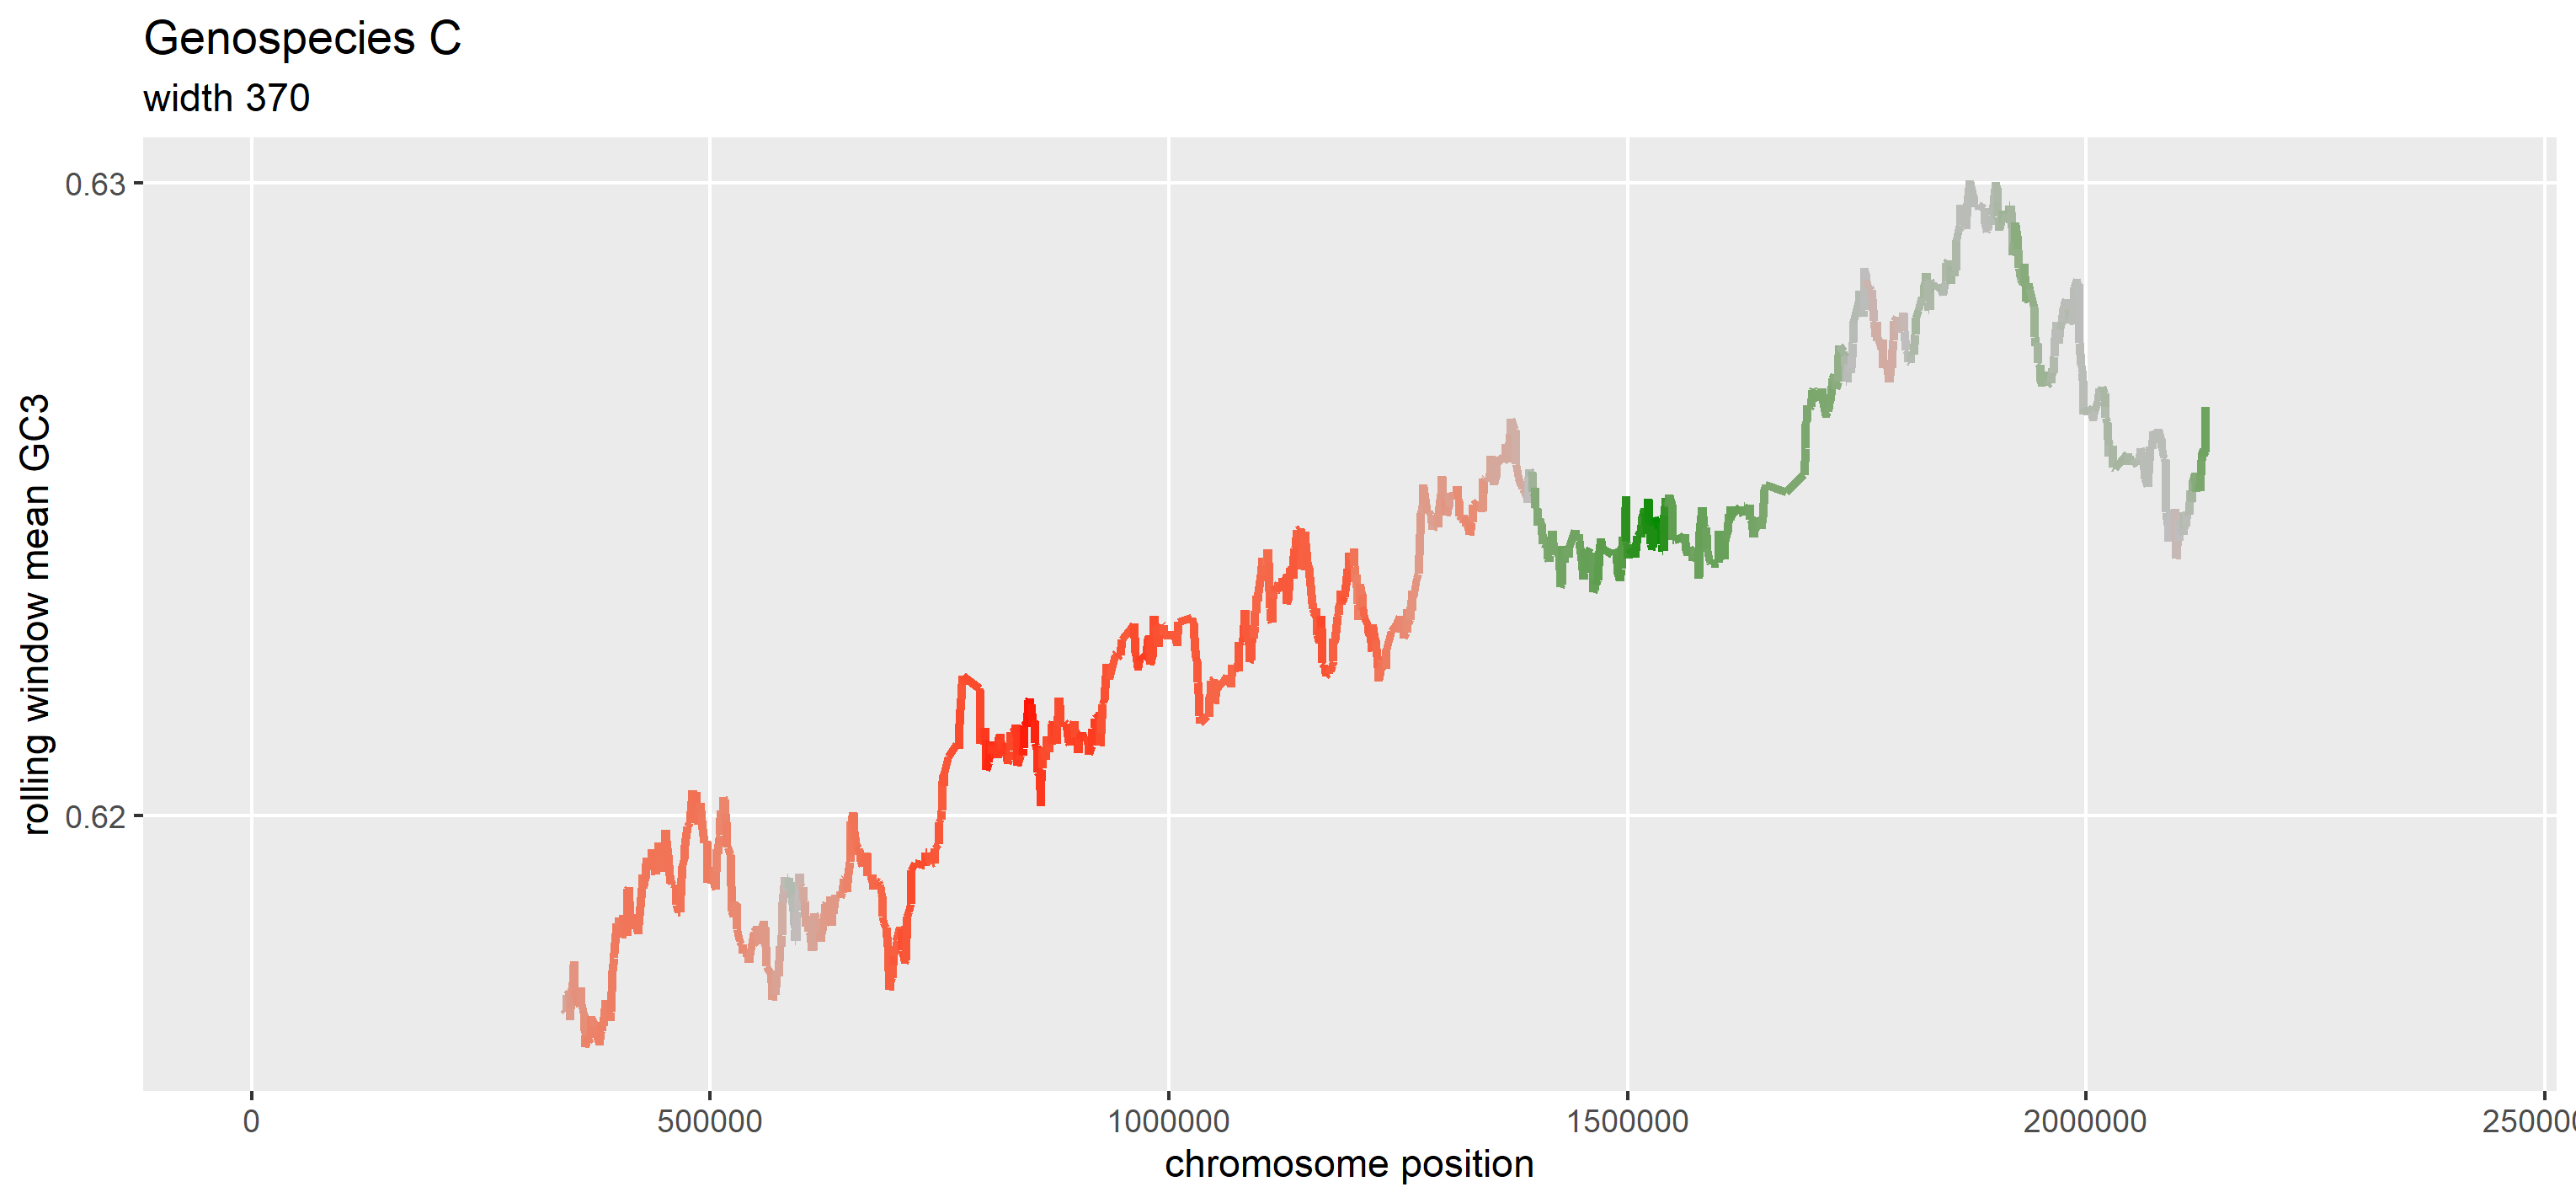 Genospecies C
width 370
0.63
0.62
rolling window mean GC3
0
500000
1000000
1500000
2000000
chromosome position